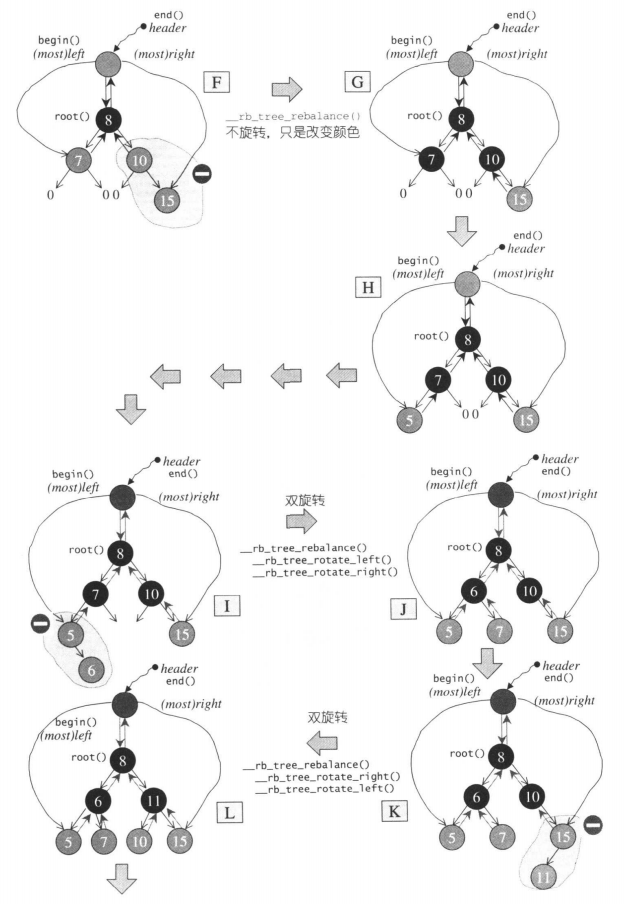 end()
header
begin()
(most)left
(most)right
F
root()
8
7
10
0
0 0
15
__rb_tree_rebalance()
不旋转，只是改变颜色
end()
header
begin()
(most)left
(most)right
G
root()
8
7
10
0
0 0
15
end()
header
begin()
(most)left
(most)right
H
root()
8
7
10
5
0 0
15
header
end()
begin()
(most)left
(most)right
root()
8
7
10
I
5
15
6
双旋转
__rb_tree_rebalance()
__rb_tree_rotate_left()
__rb_tree_rotate_right()
header
end()
begin()
(most)left
(most)right
root()
8
6
10
J
5
7
15
header
end()
begin()
(most)left
(most)right
root()
8
6
11
L
5
7
10
15
双旋转
__rb_tree_rebalance()
__rb_tree_rotate_right()
__rb_tree_rotate_left()
header
end()
begin()
(most)left
(most)right
root()
8
6
10
K
5
7
15
11